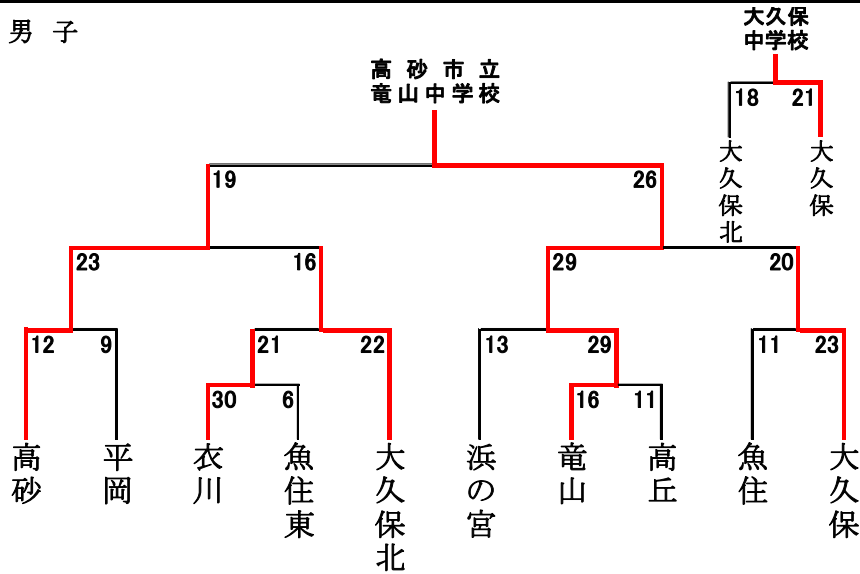 男 子
大久保
中学校
高 砂 市 立
竜山中学校
18 21
大久保北
大久保
19 26
23 16 29 20
12 9 21 22 13 29 11 23
30 6 16 11
高砂
平岡
衣川
魚住東
大久保北
浜の宮
竜山
高丘
魚住
大久保